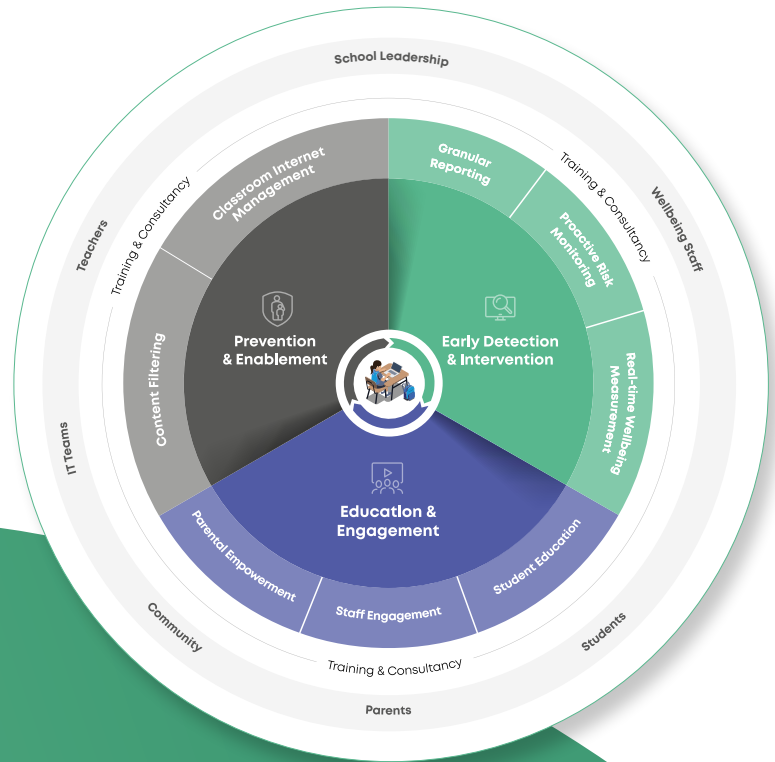 School Leadership
Wellbeing Staff
Students
Parents
Community
IT Teams
Teachers
Training & Consultancy
Training & Consultancy
Training & Consultancy
Classroom Internet
Management
Content Filtering
Prevention
& Enablement
Granular
Reporting
Proactive Risk
Monitoring
Real-time Wellbeing
Measurement
Early Detection
& Intervention
Education &
Engagement
Parental Empowerment
Staff Engagement
Student Education